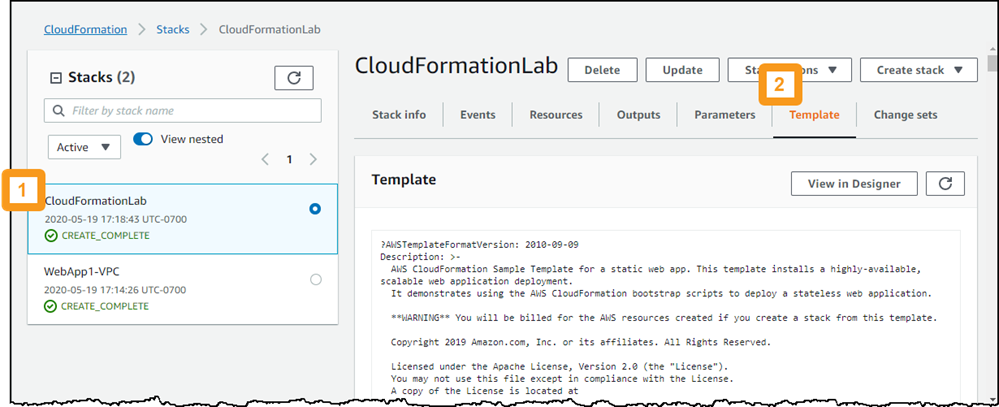 CloudFormation > Stacks > CloudFormationLab
Stacks (2)
Filter by stack name
Active
View nested
1
1
CloudFormationLab
2020-05-19 17:18:43 UTC-0700
CREATE_COMPLETE
WebApp1-VPC
2020-05-19 17:14:26 UTC-0700
CREATE_COMPLETE
CloudFormationLab
Delete
Update
Create stack
2
Stack info
Events
Resources
Outputs
Parameters
Template
Change sets
Template
View in Designer
?AWSTemplateFormatVersion: 2010-09-09
Description: >-
AWS CloudFormation Sample Template for a static web app. This template installs a highly-available,
scalable web application deployment.
It demonstrates using the AWS CloudFormation bootstrap scripts to deploy a stateless web application.
**WARNING** You will be billed for the AWS resources created if you create a stack from this template.
Copyright 2019 Amazon.com, Inc. or its affiliates. All Rights Reserved.
Licensed under the Apache License, Version 2.0 (the "License").
You may not use this file except in compliance with the License.
A copy of the License is located at